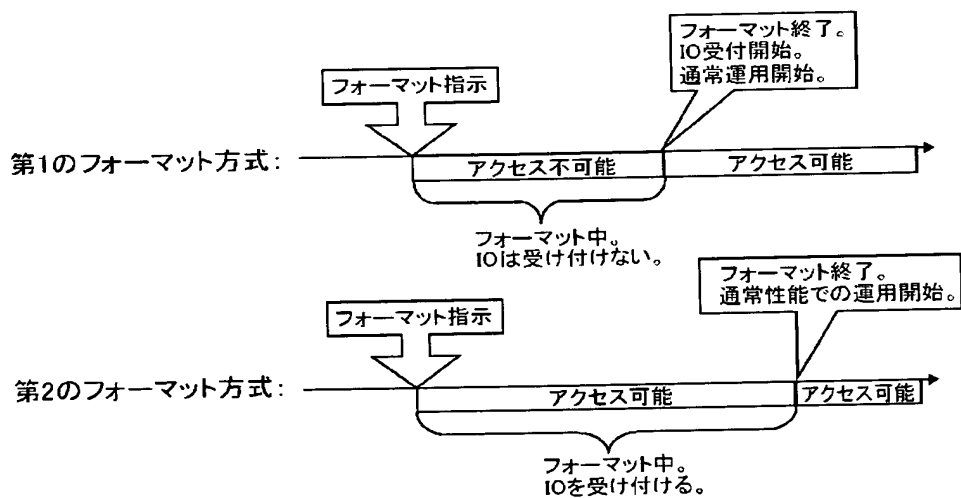 フォーマット終了。
IO受付開始。
通常運用開始。
フォーマット指示
第1のフォーマット方式:
アクセス不可能
アクセス可能
フォーマット中。
IOは受け付けない。
フォーマット終了。
通常性能での運用開始。
フォーマット指示
第2のフォーマット方式:
アクセス可能
アクセス可能
フォーマット中。
IOを受け付ける。